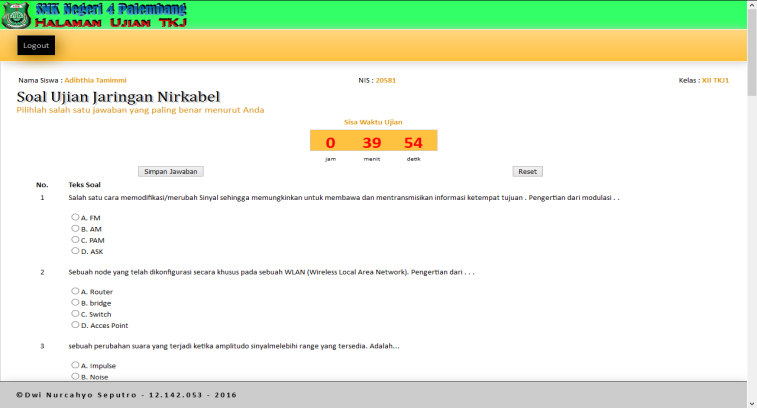 SMK Negeri 4 Palembang
HALAMAN UJIAN TKJ
Logout
Nama Siswa : Adibthia Tamimmi NIS : 20581 Kelas : XII TKJ1
Soal Ujian Jaringan Nirkabel
Pilihlah salah satu jawaban yang paling benar menurut Anda
Sisa Waktu Ujian
0 39 54
jam menit detik
Simpan Jawaban Reset
No. Teks Soal
1 Salah satu cara memodifikasi/merubah Sinyal sehingga memungkinkan untuk membawa dan mentransmisikan informasi ketempat tujuan . Pengertian dari modulasi . .
A. FM
B. AM
C. PAM
D. ASK
2 Sebuah node yang telah dikonfigurasi secara khusus pada sebuah WLAN (Wireless Local Area Network). Pengertian dari . . .
A. Router
B. bridge
C. Switch
D. Acces Point
3 sebuah perubahan suara yang terjadi ketika amplitudo sinyalmelebihi range yang tersedia. Adalah...
A. Impulse
B. Noise
©Dwi Nurcahyo Seputro - 12.142.053 - 2016